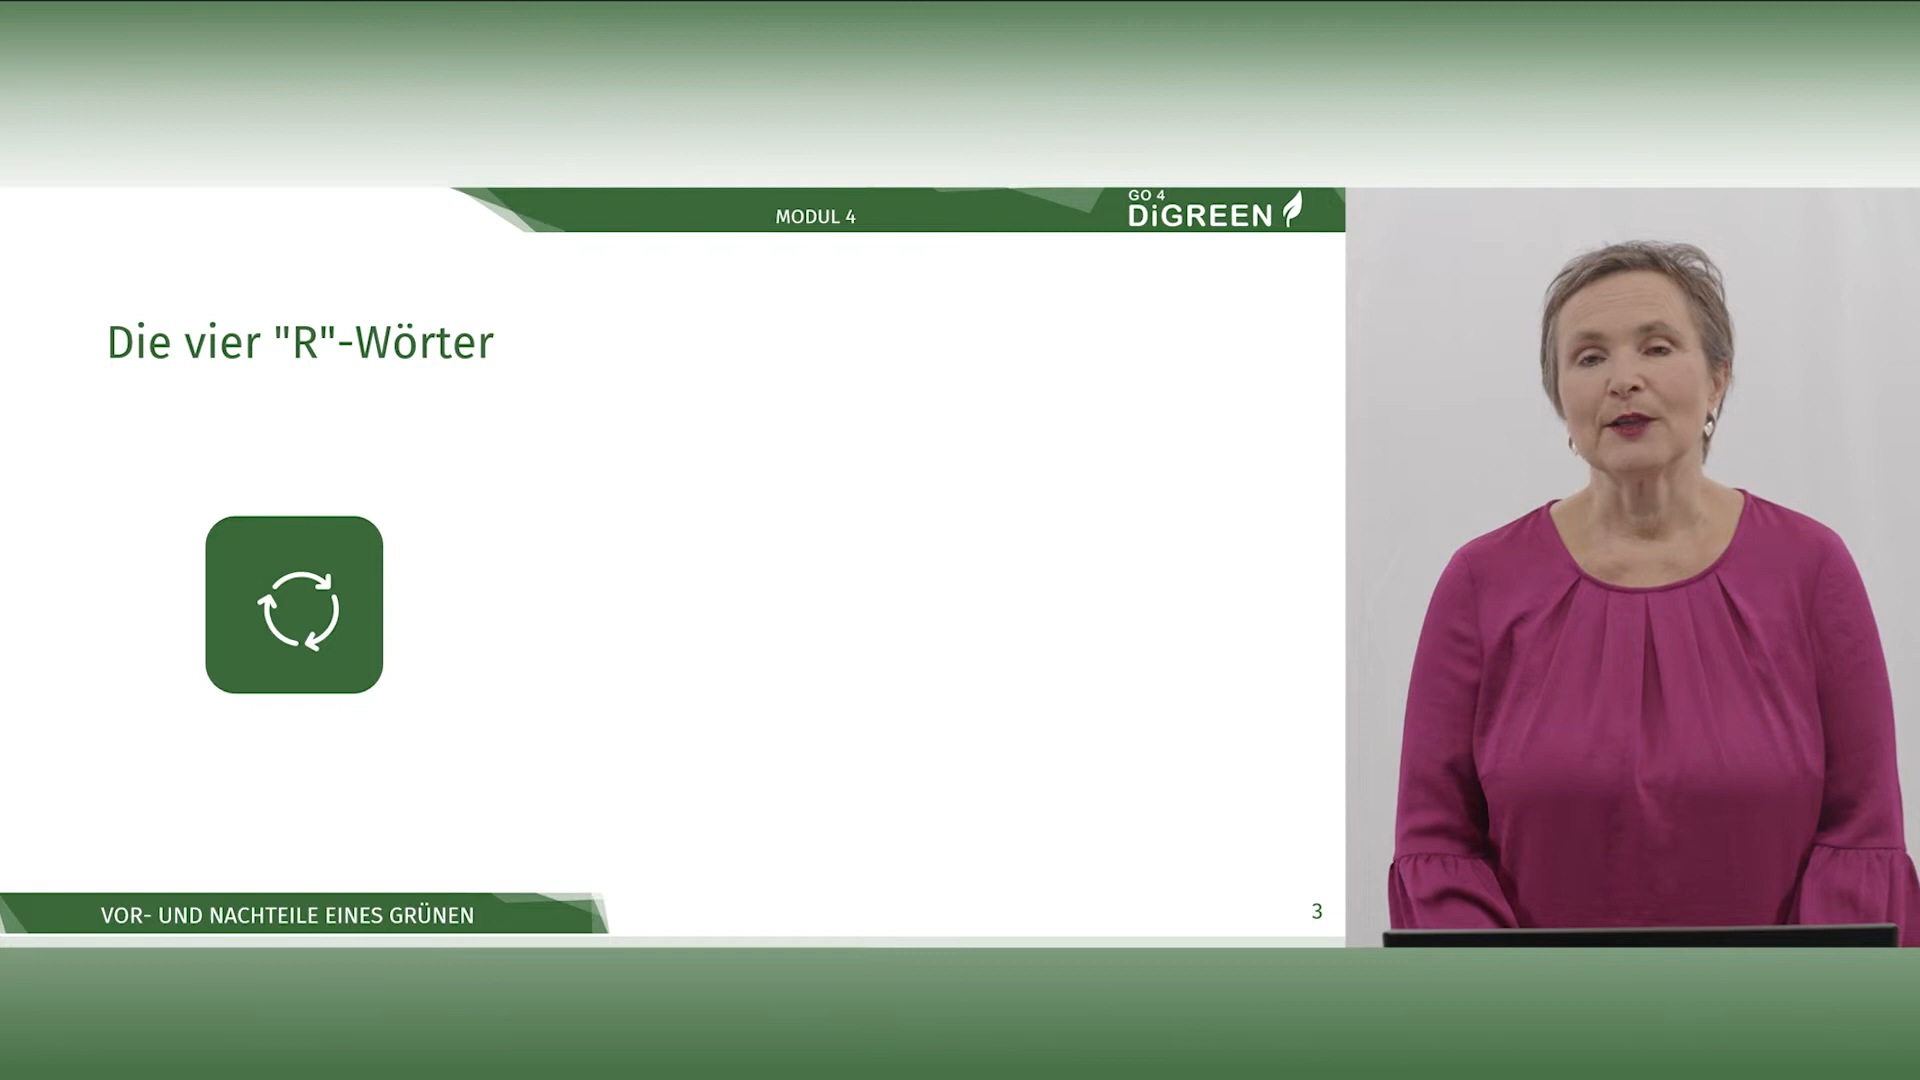 MODUL 4
GO 4
DiGREEN
Die vier "R"-Wörter
VOR- UND NACHTEILE EINES GRÜNEN
3